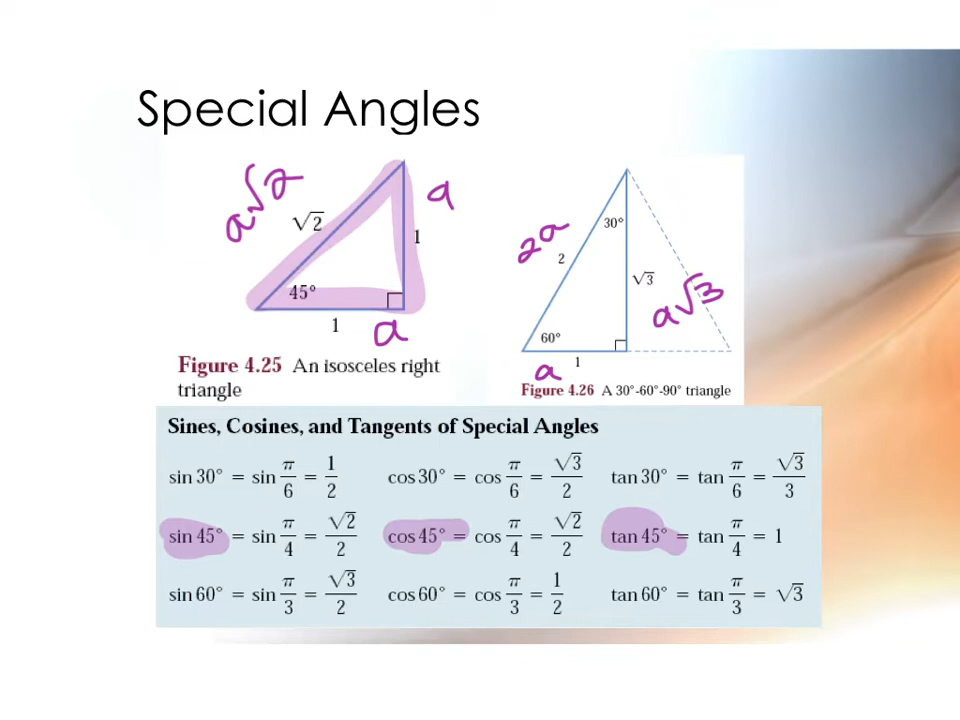 Special Angles
a√2
√2
a
1
45°
1
a
Figure 4.25 An isosceles right
triangle
30°
2a
2
√3
a√3
60°
a
1
Figure 4.26 A 30°-60°-90° triangle
Sines, Cosines, and Tangents of Special Angles
sin 30° = sin π/6 = 1/2 cos 30° = cos π/6 = √3/2 tan 30° = tan π/6 = √3/3
sin 45° = sin π/4 = √2/2 cos 45° = cos π/4 = √2/2 tan 45° = tan π/4 = 1
sin 60° = sin π/3 = √3/2 cos 60° = cos π/3 = 1/2 tan 60° = tan π/3 = √3